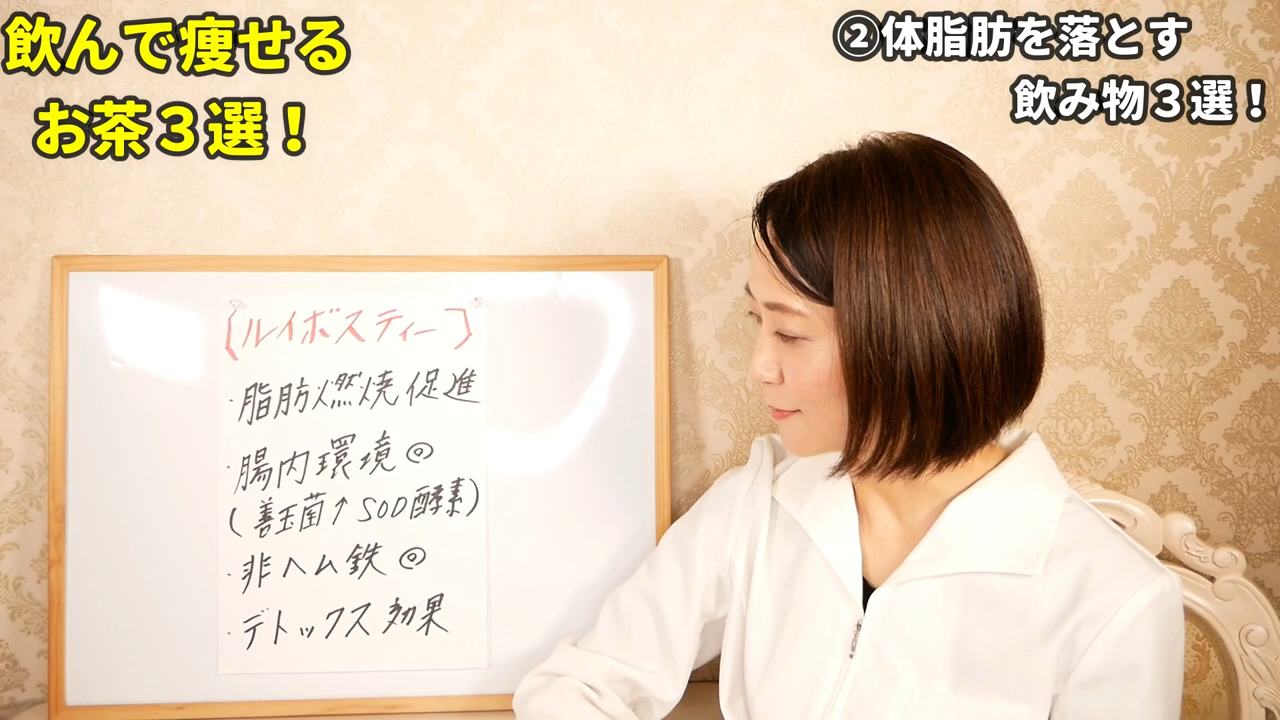 飲んで痩せる
お茶３選！
②体脂肪を落とす
飲み物３選！
【ルイボスティー】
・脂肪燃焼促進
・腸内環境◎
(善玉菌↑SOD酵素)
・非ヘム鉄◎
・デトックス効果